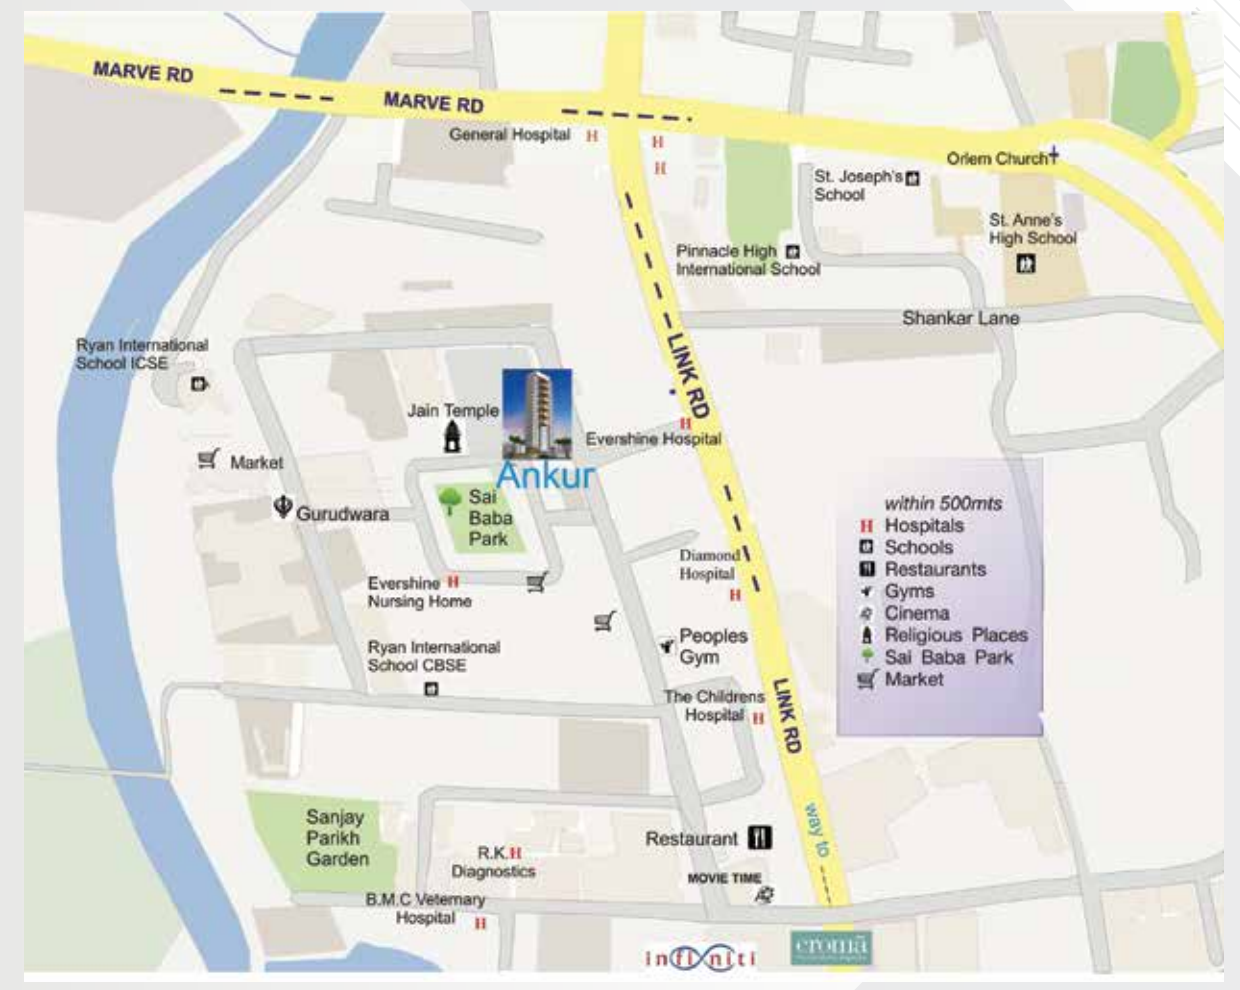 MARVE RD
MARVE RD
General Hospital H
H
H
Orlem Church
St. Joseph's
School
St. Anne's
High School
Pinnacle High
International School
Shankar Lane
Ryan International
School ICSE
LINK RD
Jain Temple
H
Evershine Hospital
Market
Ankur
Sai
Baba
Park
Gurudwara
within 500mts
H Hospitals
Schools
Restaurants
Gyms
Cinema
Religious Places
Sai Baba Park
Market
Diamond
Hospital
H
Evershine H
Nursing Home
Peoples
Gym
Ryan International
School CBSE
The Childrens
Hospital H
LINK RD
way to
Sanjay
Parikh
Garden
Restaurant
R.K.H
Diagnostics
MOVIE TIME
B.M.C Veternary
Hospital H
infiniti
cromā